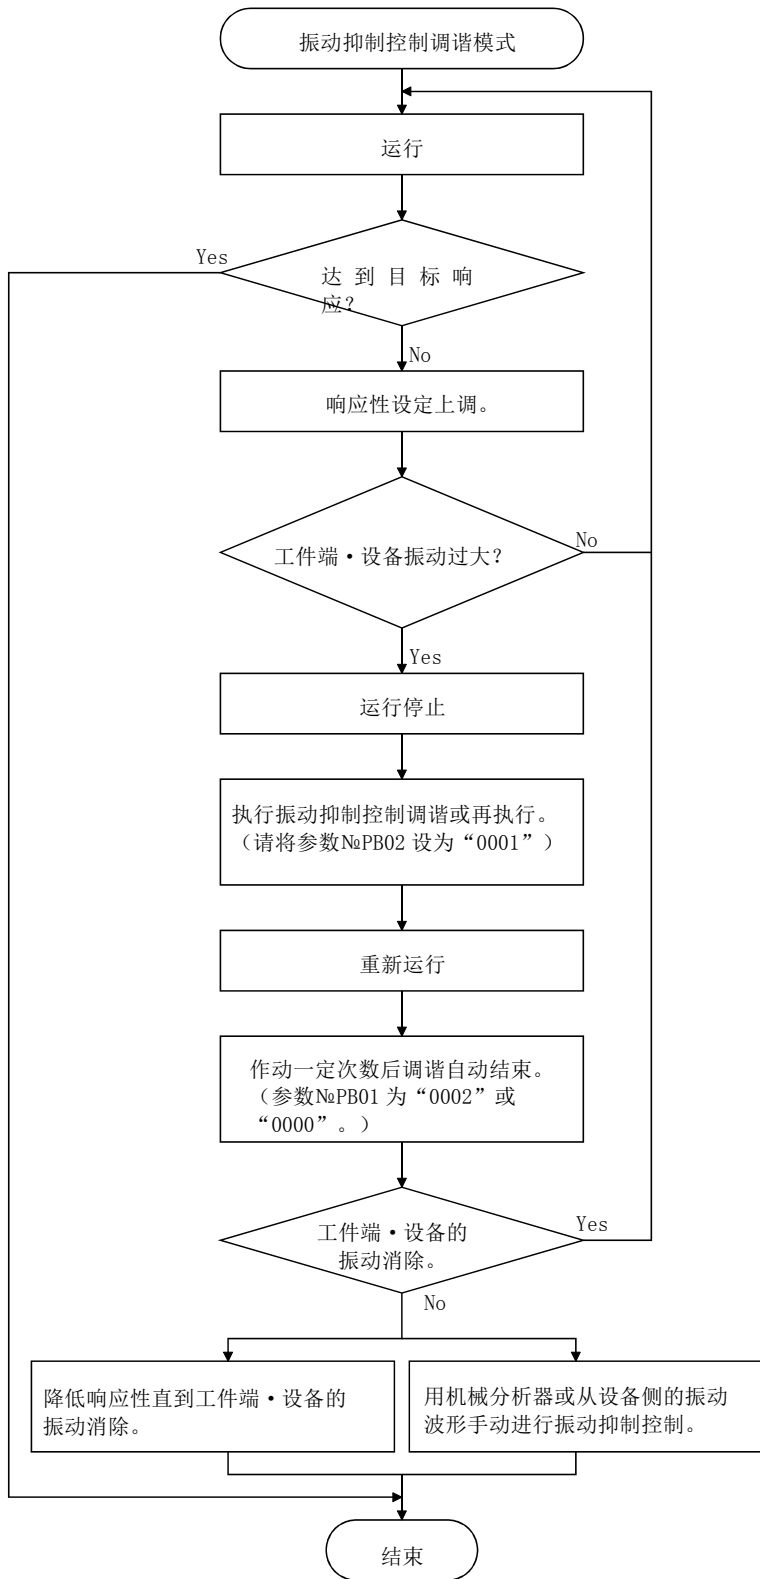 振动抑制控制调谐模式
运行
Yes
达到目标响
应？
No
响应性设定上调。
工件端·设备振动过大？
No
Yes
运行停止
执行振动抑制控制调谐或再执行。
（请将参数№PB02 设为“0001”）
重新运行
作动一定次数后调谐自动结束。
（参数№PB01 为“0002”或
“0000”。）
工件端·设备的
振动消除。
Yes
No
降低响应性直到工件端·设备的
振动消除。
用机械分析器或从设备侧的振动
波形手动进行振动抑制控制。
结束